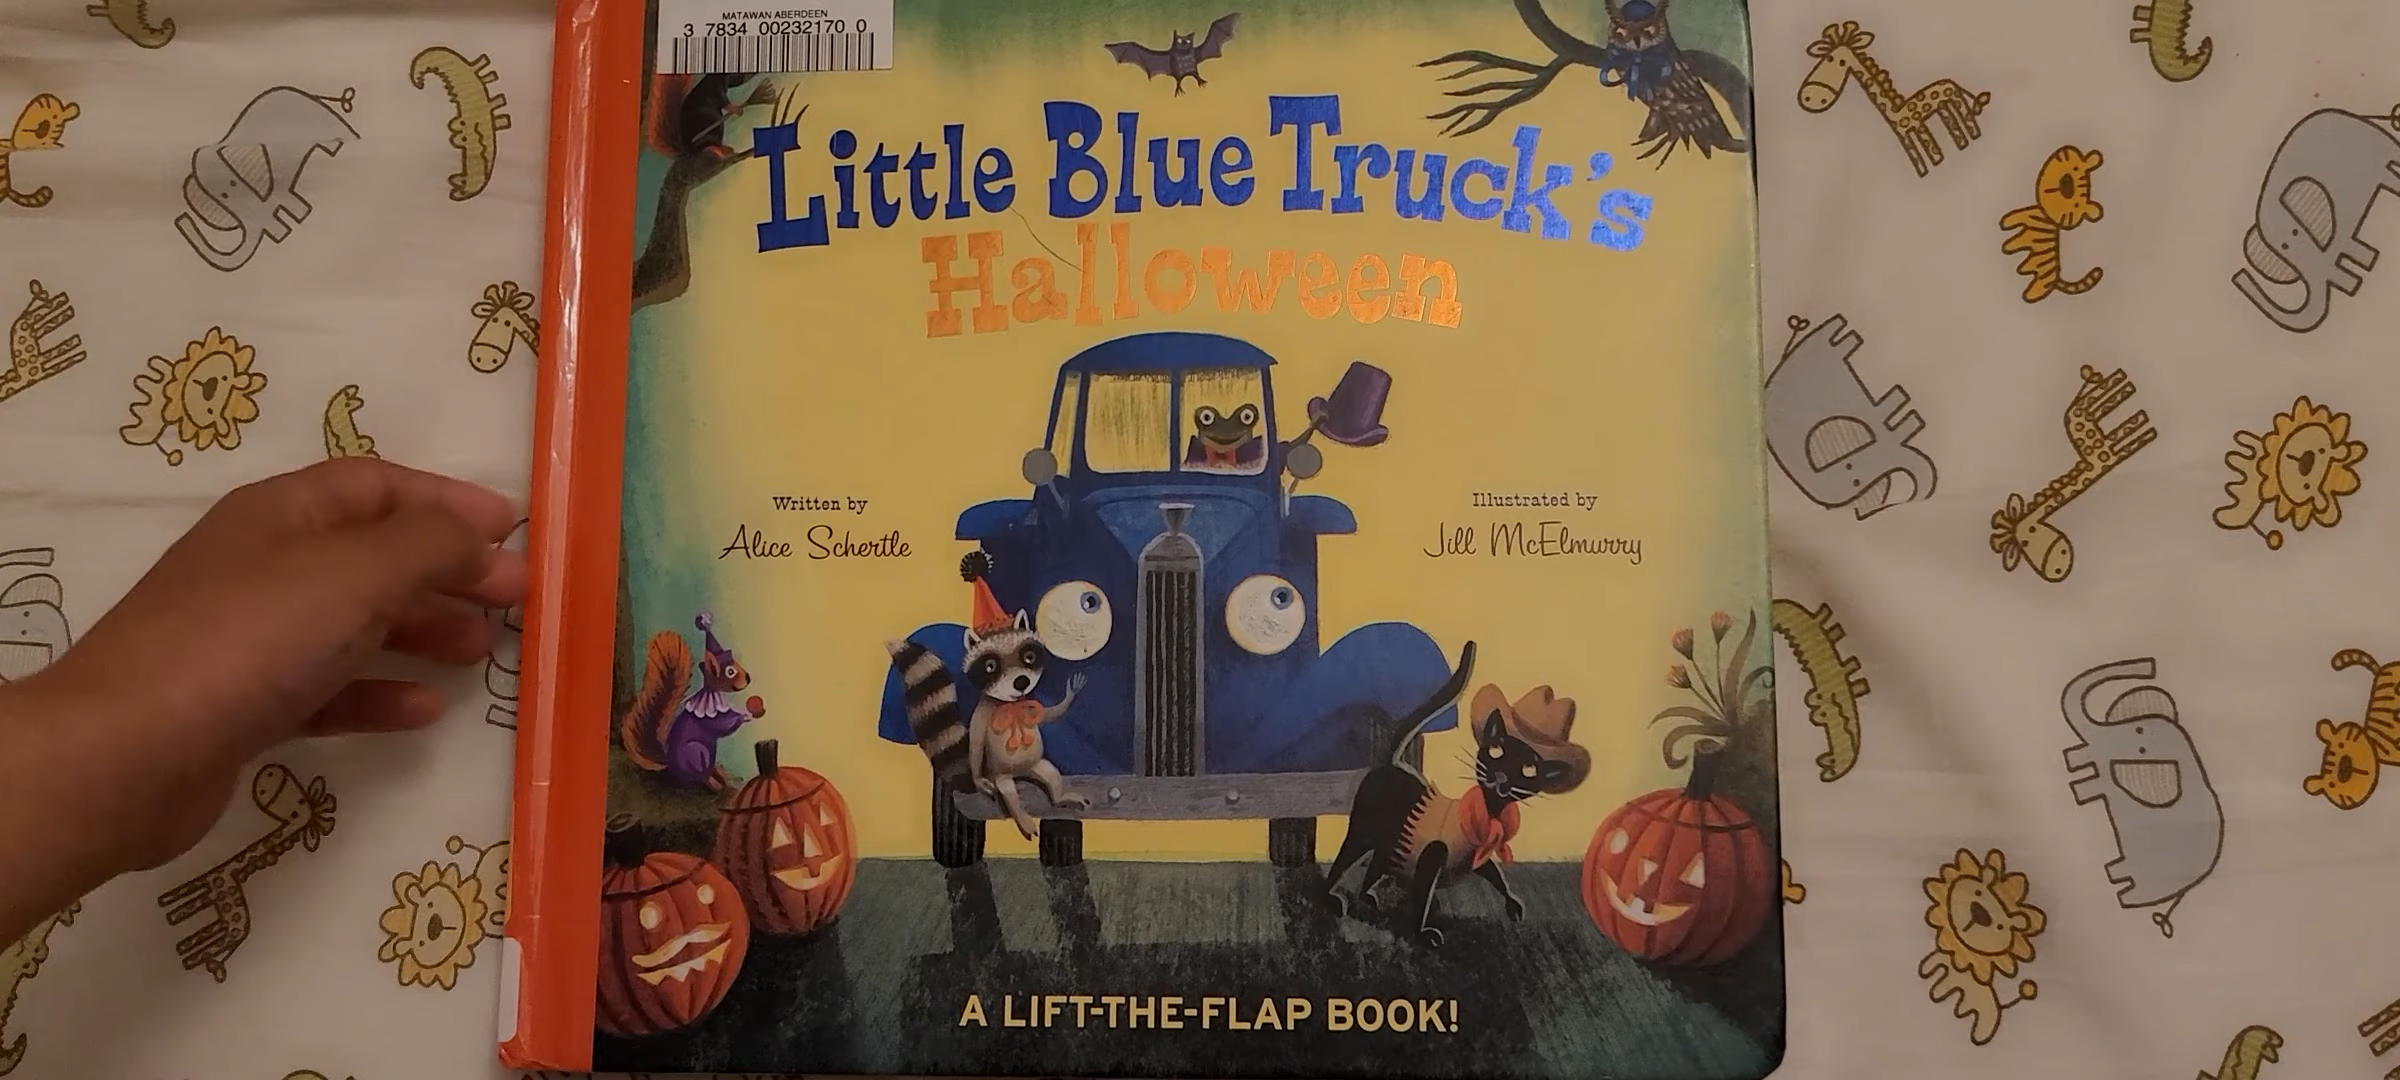 MATAWAN ABERDEEN
3 7834 00232170 0
Little Blue Truck's
Halloween
Written by
Alice Schertle
Illustrated by
Jill McElmurry
A LIFT-THE-FLAP BOOK!